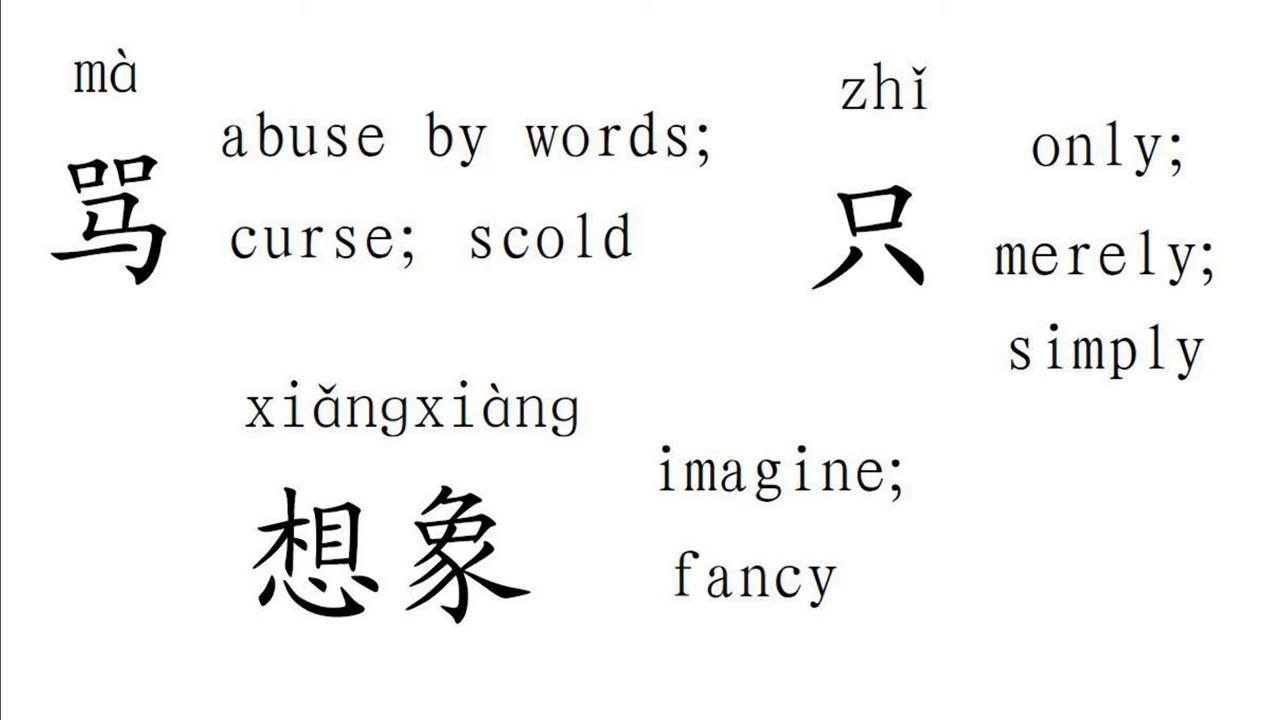 mà
骂
abuse by words;
curse; scold
zhǐ
只
only;
merely;
simply
xiǎngxiàng
想象
imagine;
fancy